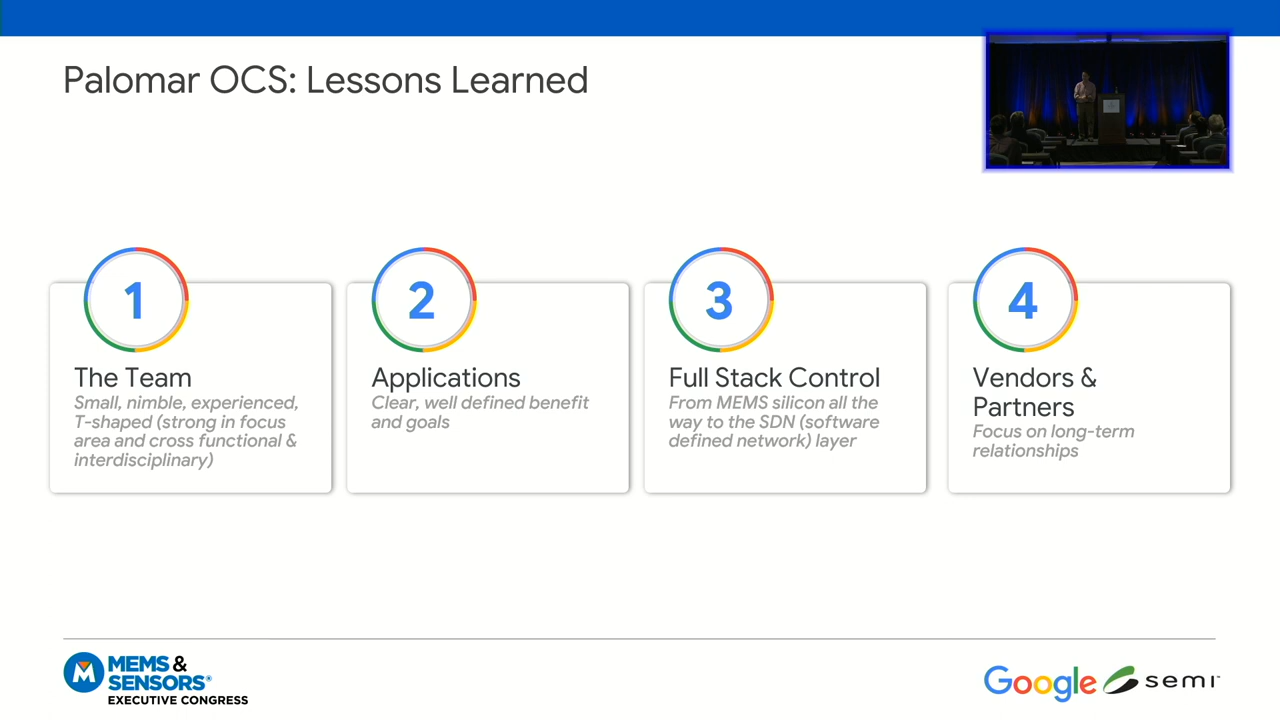 Palomar OCS: Lessons Learned
1
The Team
Small, nimble, experienced,
T-shaped (strong in focus
area and cross functional &
interdisciplinary)
2
Applications
Clear, well defined benefit
and goals
3
Full Stack Control
From MEMS silicon all the
way to the SDN (software
defined network) layer
4
Vendors &
Partners
Focus on long-term
relationships
M
MEMS &
SENSORS®
EXECUTIVE CONGRESS
Google
semi™